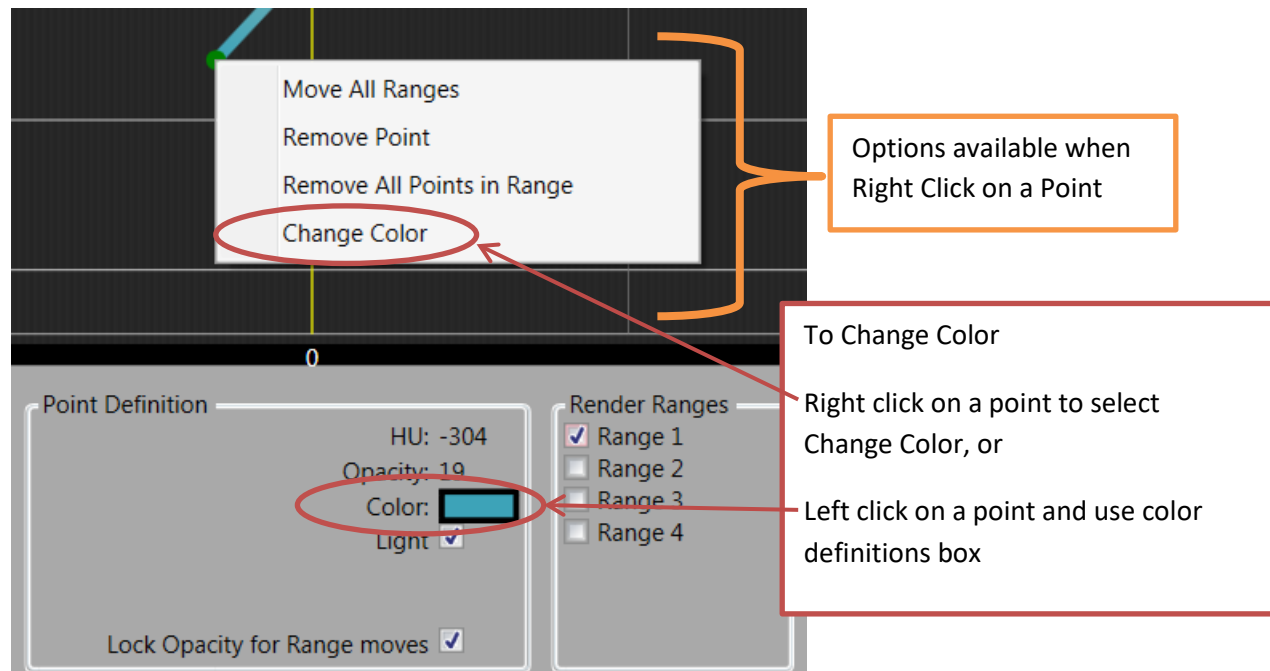 Move All Ranges
Remove Point
Remove All Points in Range
Change Color
Options available when
Right Click on a Point
0
To Change Color
Right click on a point to select
Change Color, or
Left click on a point and use color
definitions box
Point Definition
HU: -304
Opacity: 19
Color:
Light
Lock Opacity for Range moves
Render Ranges
Range 1
Range 2
Range 3
Range 4